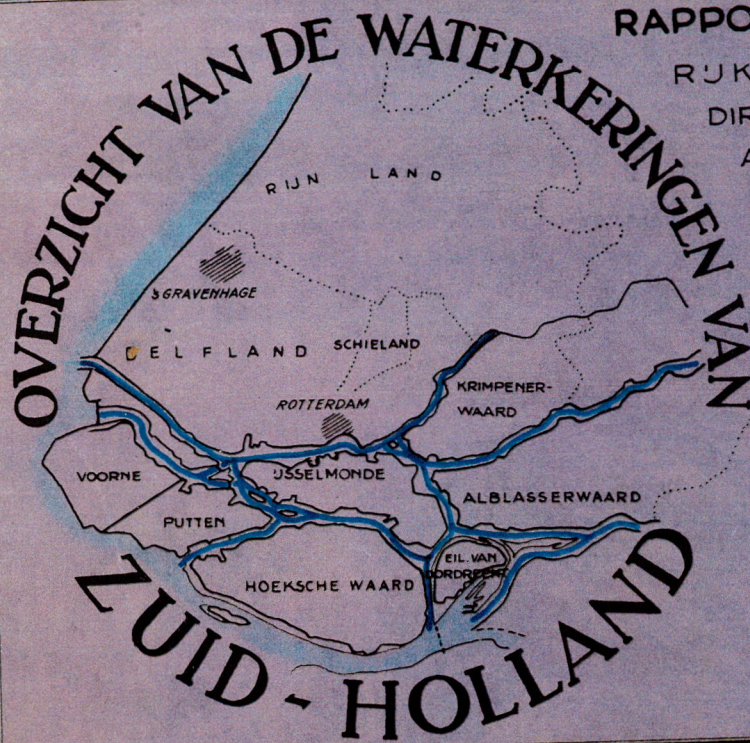 OVERZICHT VAN DE WATERKERINGEN VAN
ZUID-HOLLAND
RAPPO
RIJK
DIR
A
RIJN LAND
'S GRAVENHAGE
DELFLAND
SCHIELAND
ROTTERDAM
KRIMPENER-
WAARD
VOORNE
IJSSELMONDE
PUTTEN
ALBLASSERWAARD
EIL. VAN
DORDRECHT
HOEKSCHE WAARD